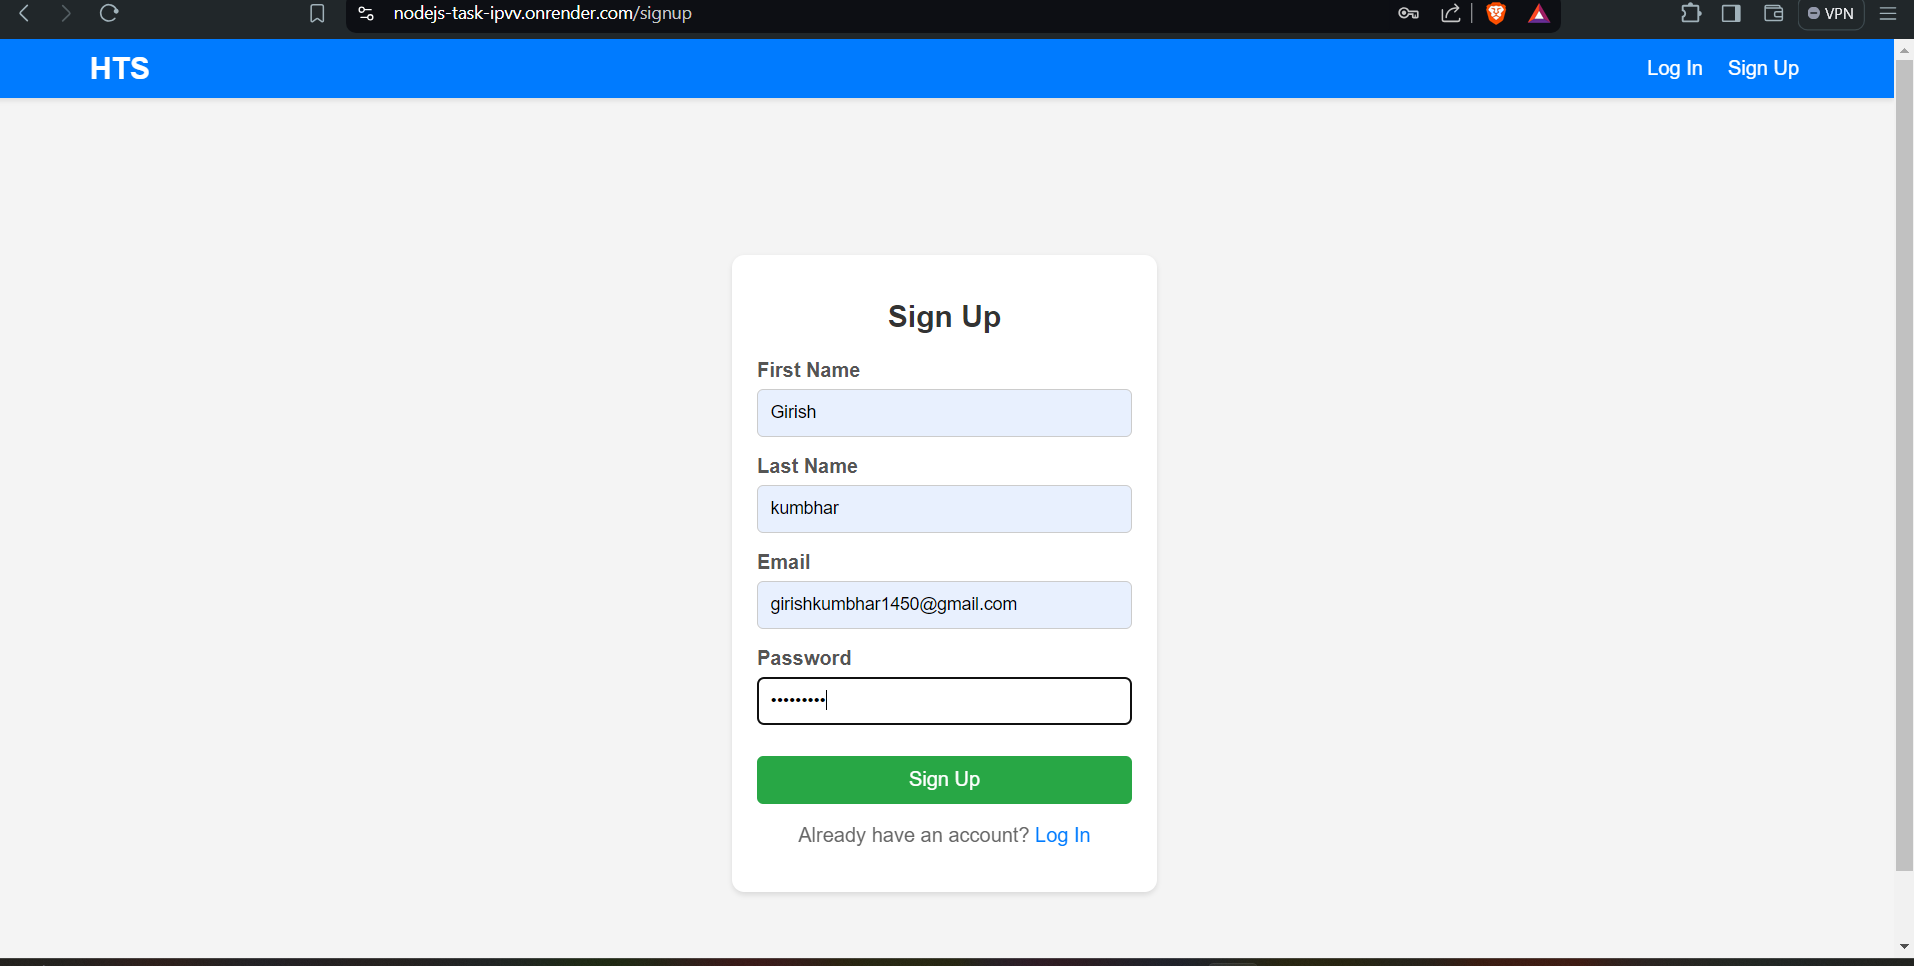 nodejs-task-ipvv.onrender.com/signup
VPN
HTS
Log In
Sign Up
Sign Up
First Name
Girish
Last Name
kumbhar
Email
girishkumbhar1450@gmail.com
Password
•••••••••
Sign Up
Already have an account? Log In